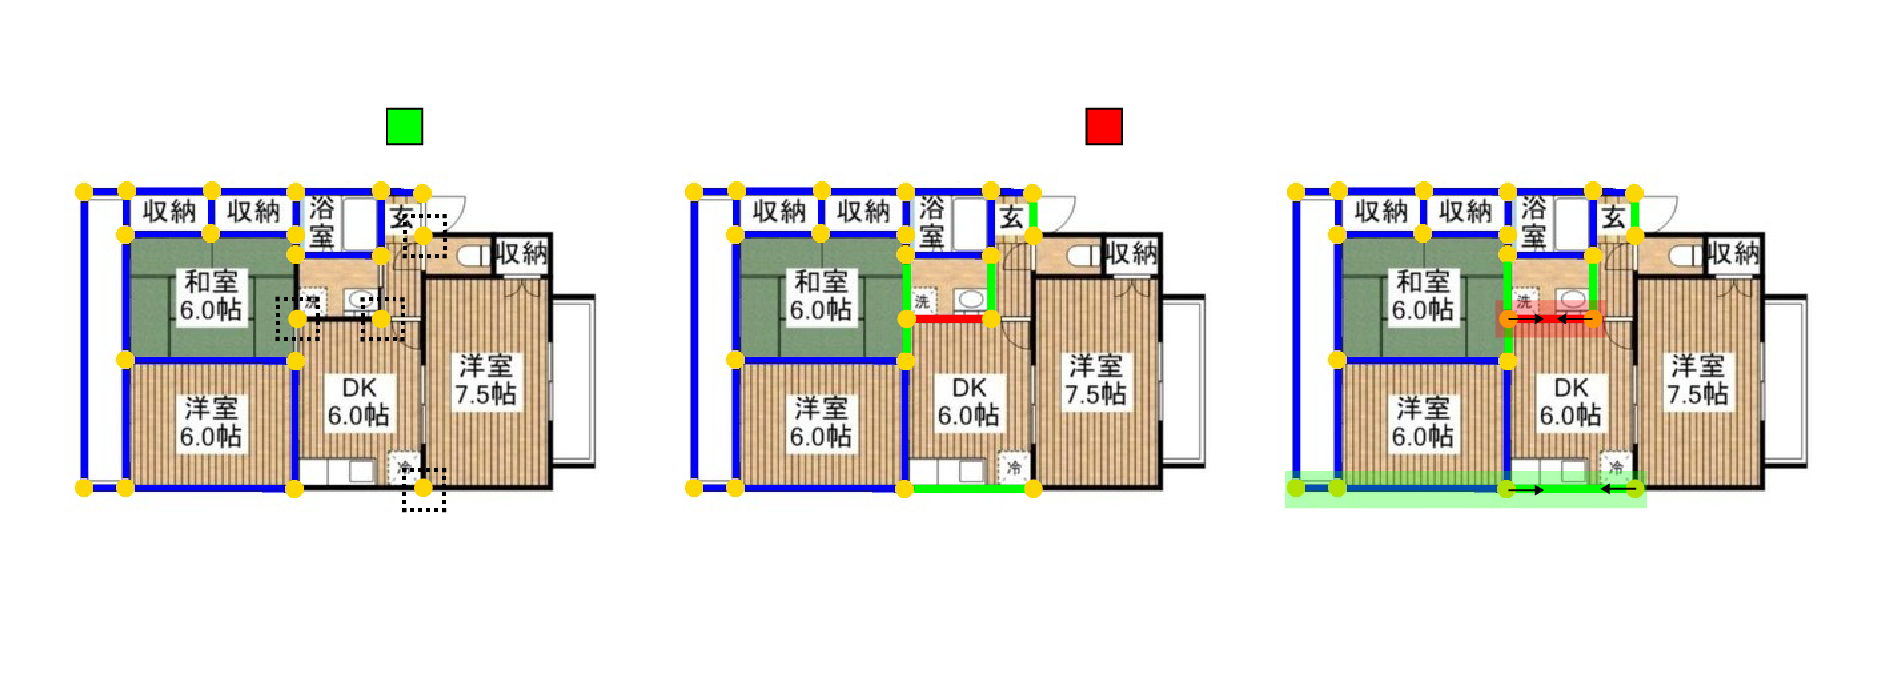 収納
収納
浴
室
玄
収納
和室
6.0帖
洗
洋室
7.5帖
DK
6.0帖
洋室
6.0帖
冷
収納
収納
浴
室
玄
収納
和室
6.0帖
洗
洋室
7.5帖
DK
6.0帖
洋室
6.0帖
冷
収納
収納
浴
室
玄
収納
和室
6.0帖
洗
洋室
7.5帖
DK
6.0帖
洋室
6.0帖
冷